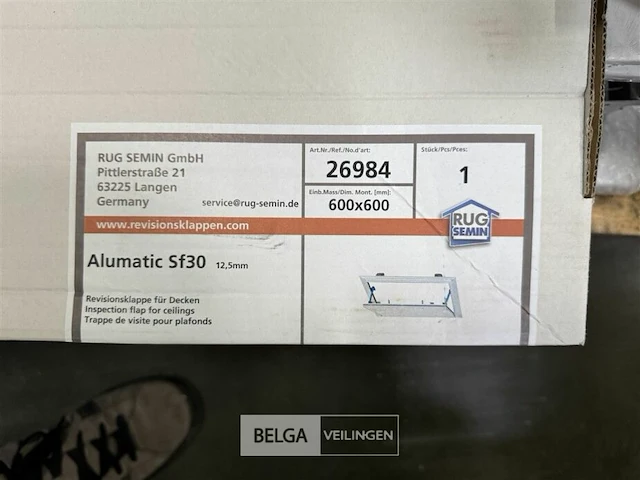 RUG SEMIN GmbH
Pittlerstraße 21
63225 Langen
Germany
service@rug-semin.de
Art.Nr./Ref./No.d'art:
26984
Stück/Pcs/Pces:
1
Einb.Mass/Dim. Mont. [mm]:
600x600
www.revisionsklappen.com
RUG
SEMIN
Alumatic Sf30 12,5mm
Revisionsklappe für Decken
Inspection flap for ceilings
Trappe de visite pour plafonds
BELGA VEILINGEN